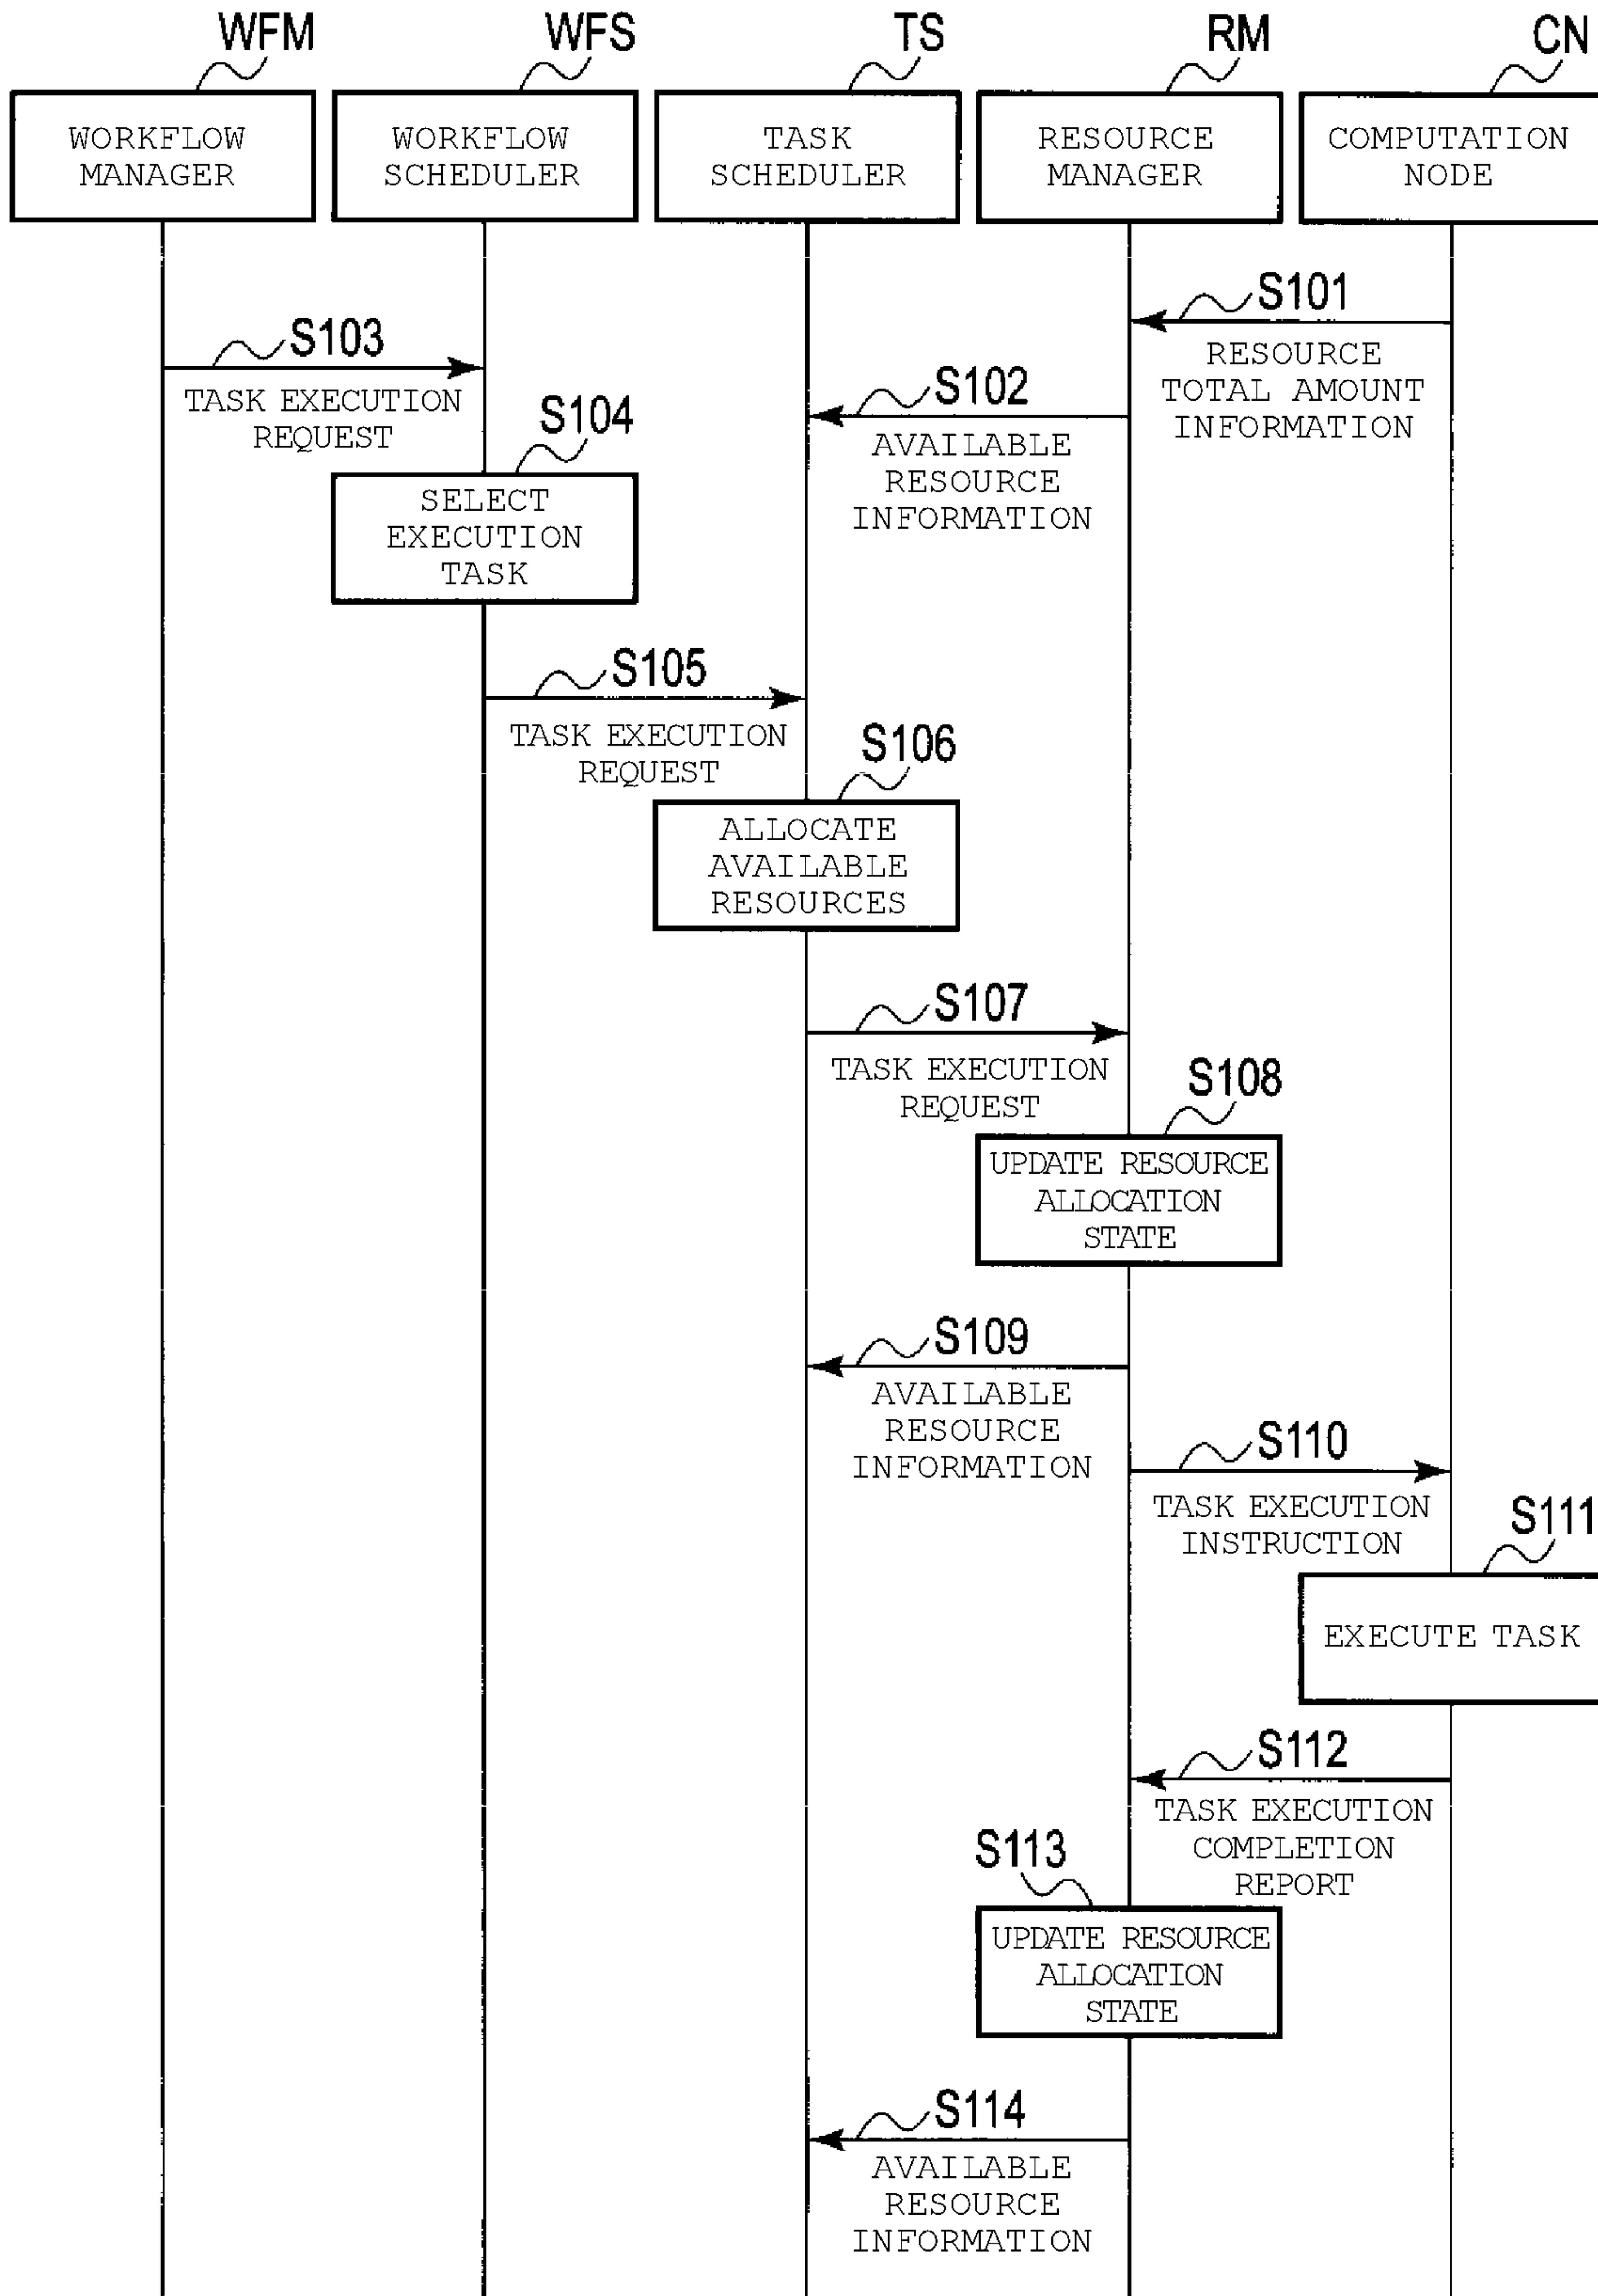 WFM
WFS
TS
RM
CN
WORKFLOW
MANAGER
WORKFLOW
SCHEDULER
TASK
SCHEDULER
RESOURCE
MANAGER
COMPUTATION
NODE
S101
RESOURCE
TOTAL AMOUNT
INFORMATION
S103
TASK EXECUTION
REQUEST
S102
AVAILABLE
RESOURCE
INFORMATION
S104
SELECT
EXECUTION
TASK
S105
TASK EXECUTION
REQUEST
S106
ALLOCATE
AVAILABLE
RESOURCES
S107
TASK EXECUTION
REQUEST
S108
UPDATE RESOURCE
ALLOCATION
STATE
S109
AVAILABLE
RESOURCE
INFORMATION
S110
TASK EXECUTION
INSTRUCTION
S111
EXECUTE TASK
S112
TASK EXECUTION
COMPLETION
REPORT
S113
UPDATE RESOURCE
ALLOCATION
STATE
S114
AVAILABLE
RESOURCE
INFORMATION